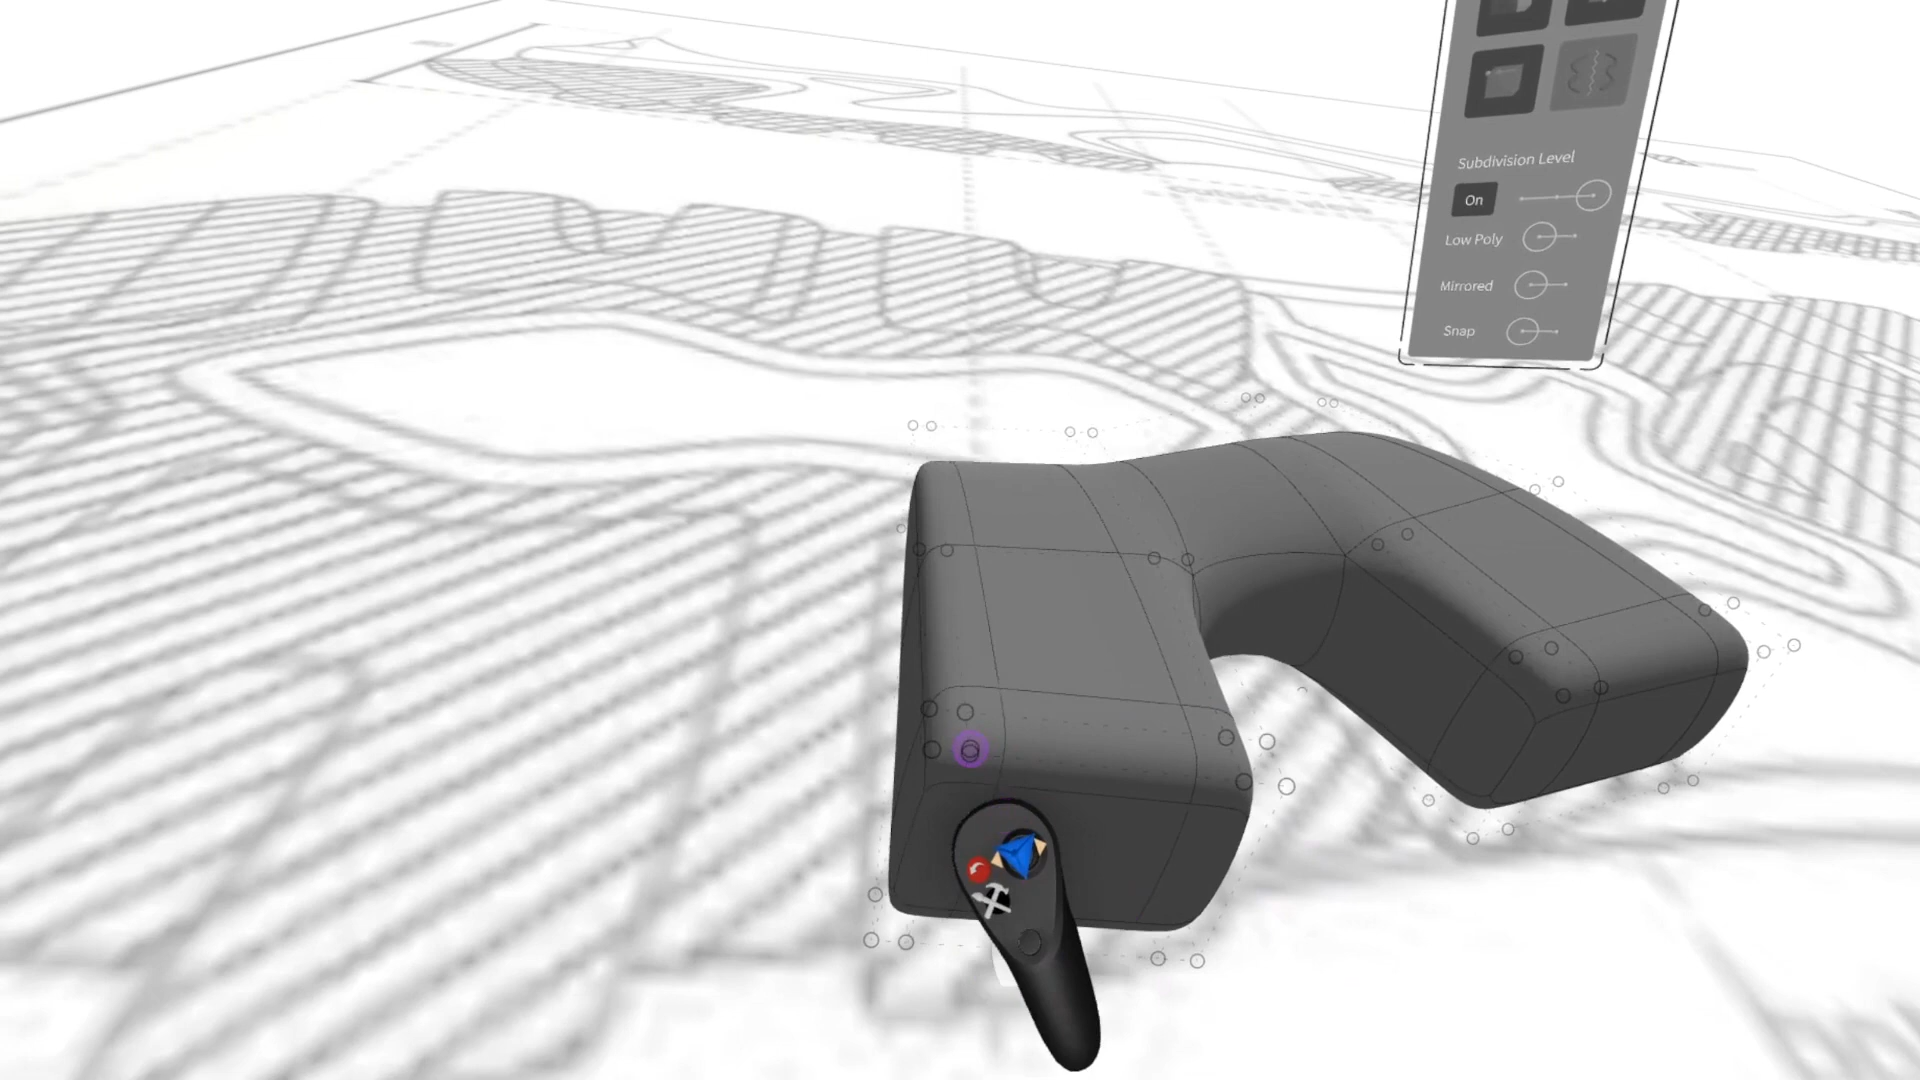 Subdivision Level
On
Low Poly
Mirrored
Snap